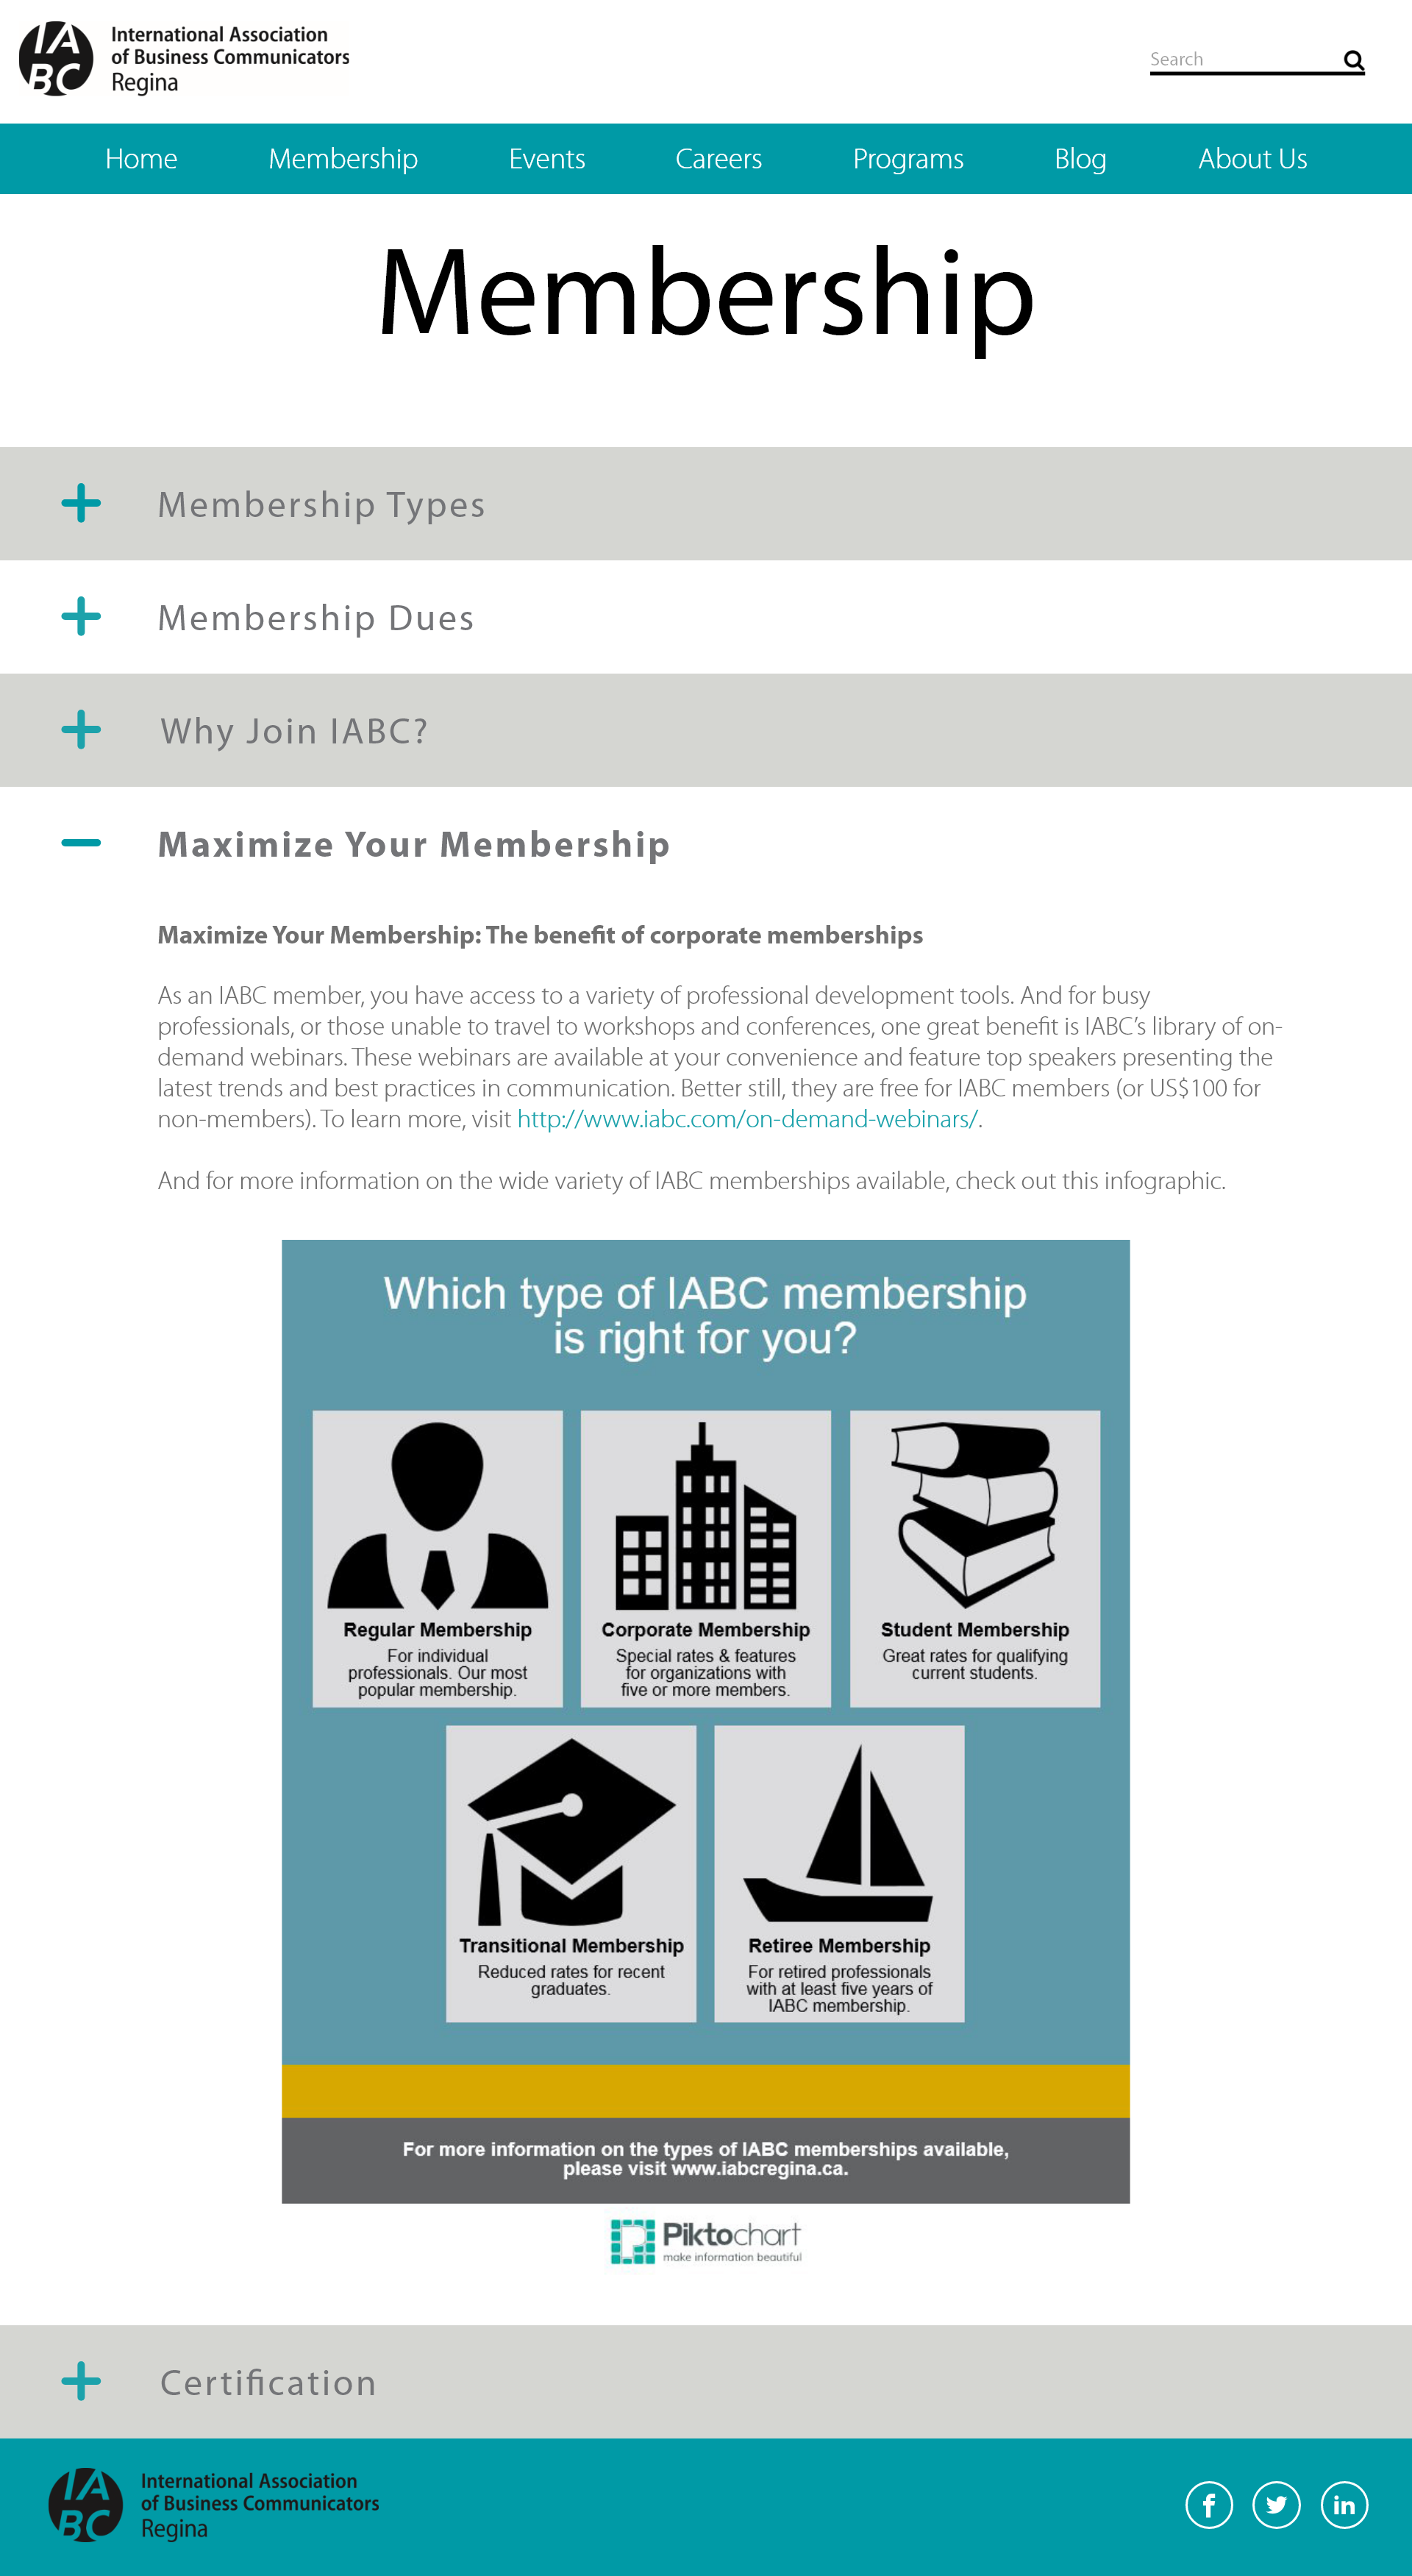 IA
BC
International Association
of Business Communicators
Regina
Search
Home Membership Events Careers Programs Blog About Us
Membership
Membership Types
Membership Dues
Why Join IABC?
Maximize Your Membership
Maximize Your Membership: The benefit of corporate memberships
As an IABC member, you have access to a variety of professional development tools. And for busy
professionals, or those unable to travel to workshops and conferences, one great benefit is IABC’s library of on-
demand webinars. These webinars are available at your convenience and feature top speakers presenting the
latest trends and best practices in communication. Better still, they are free for IABC members (or US$100 for
non-members). To learn more, visit http://www.iabc.com/on-demand-webinars/.
And for more information on the wide variety of IABC memberships available, check out this infographic.
Which type of IABC membership
is right for you?
Regular Membership
For individual
professionals. Our most
popular membership.
Corporate Membership
Special rates & features
for organizations with
five or more members.
Student Membership
Great rates for qualifying
current students.
Transitional Membership
Reduced rates for recent
graduates.
Retiree Membership
For retired professionals
with at least five years of
IABC membership.
For more information on the types of IABC memberships available,
please visit www.iabcregina.ca.
Piktochart
make information beautiful
Certification
IA
BC
International Association
of Business Communicators
Regina
f
in